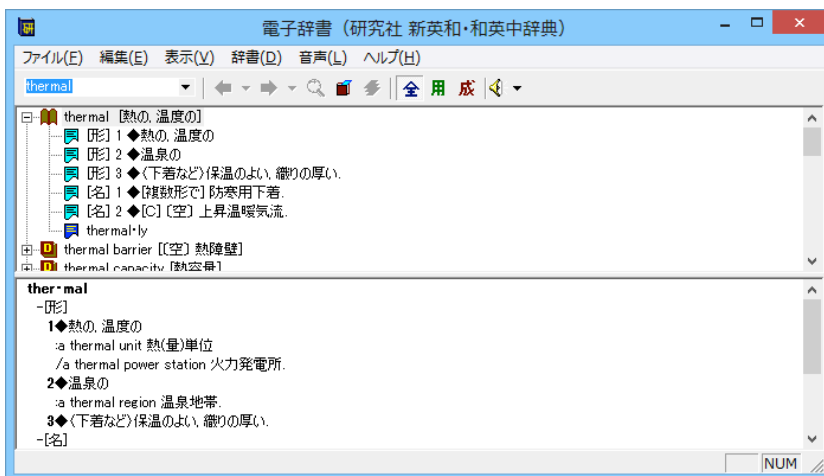 電子辞書（研究社 新英和・和英中辞典）
ファイル(F) 編集(E) 表示(V) 辞書(D) 音声(L) ヘルプ(H)
thermal 全 用 成
thermal [熱の, 温度の]
[形] 1 ◆熱の, 温度の
[形] 2 ◆温泉の
[形] 3 ◆〈下着など〉保温のよい, 織りの厚い.
[名] 1 ◆[複数形で] 防寒用下着.
[名] 2 ◆[C] 〔空〕 上昇温暖気流.
thermal・ly
thermal barrier [〔空〕 熱障壁]
thermal capacity [熱容量]
ther・mal
-[形]
1◆熱の, 温度の
:a thermal unit 熱(量)単位
/a thermal power station 火力発電所.
2◆温泉の
:a thermal region 温泉地帯.
3◆〈下着など〉保温のよい, 織りの厚い.
-[名]
NUM